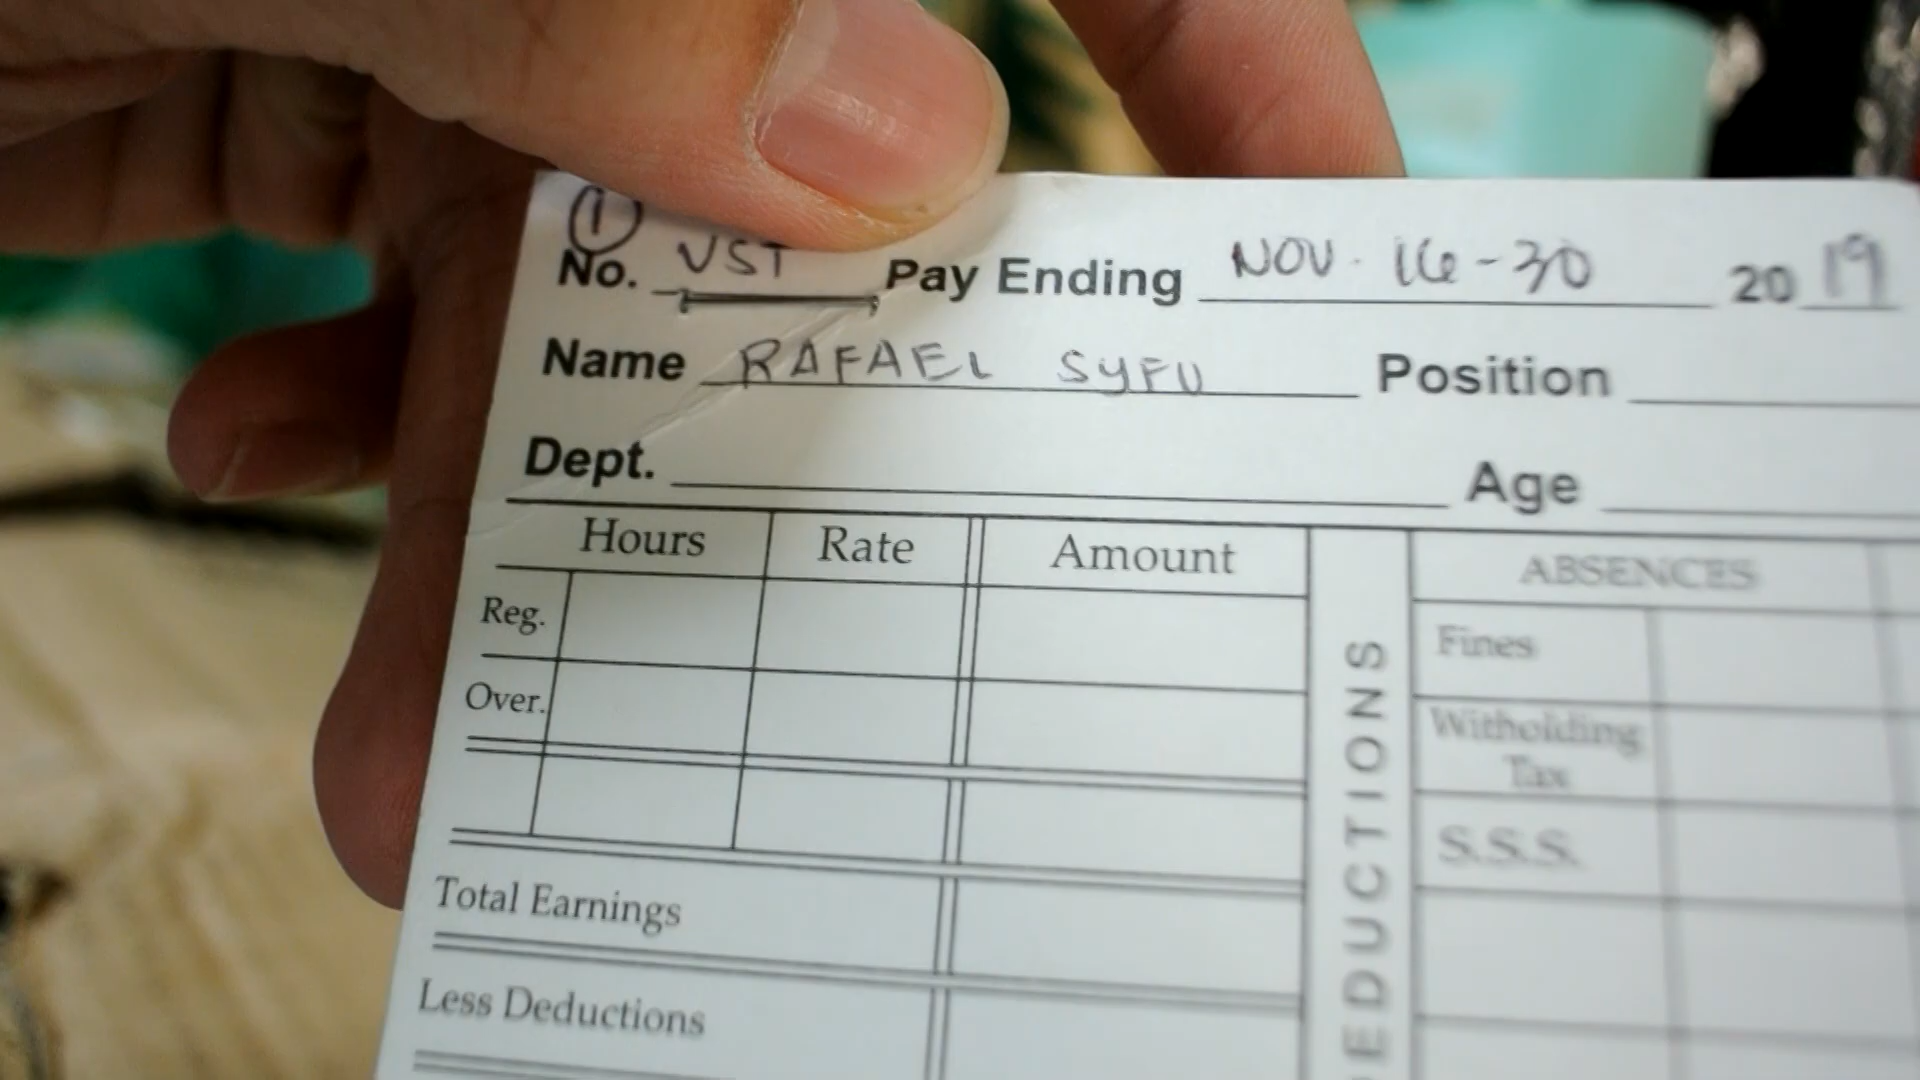 ①
No. VST Pay Ending NOV. 16-30 2019
Name RAFAEL SYFU Position
Dept. Age
Hours Rate Amount ABSENCES
Reg. Fines
Over. Witholding
Tax
S.S.S.
Total Earnings
Less Deductions
EDUCTIONS